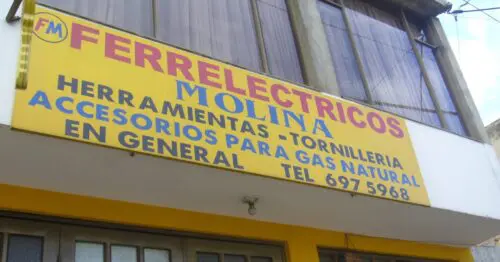 FM
FERRELECTRICOS
MOLINA
HERRAMIENTAS - TORNILLERIA
ACCESORIOS PARA GAS NATURAL
EN GENERAL TEL 697 5968